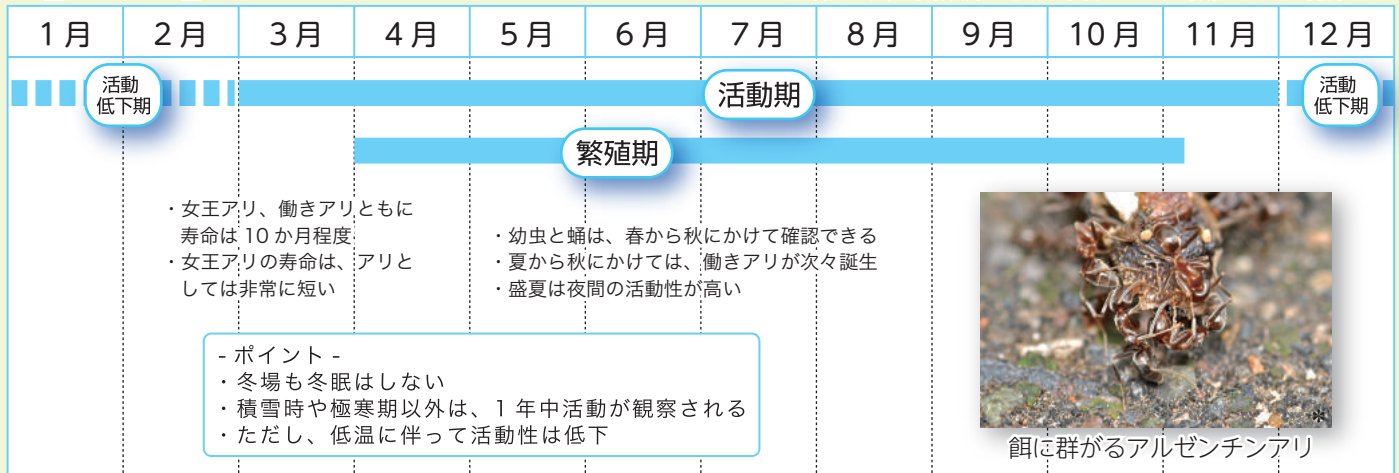 1月 2月 3月 4月 5月 6月 7月 8月 9月 10月 11月 12月
活動
低下期
活動期
活動
低下期
繁殖期
・女王アリ、働きアリともに
寿命は 10 か月程度
・女王アリの寿命は、アリと
しては非常に短い
・幼虫と蛹は、春から秋にかけて確認できる
・夏から秋にかけては、働きアリが次々誕生
・盛夏は夜間の活動性が高い
- ポイント -
・冬場も冬眠はしない
・積雪時や極寒期以外は、1 年中活動が観察される
・ただし、低温に伴って活動性は低下
*
餌に群がるアルゼンチンアリ